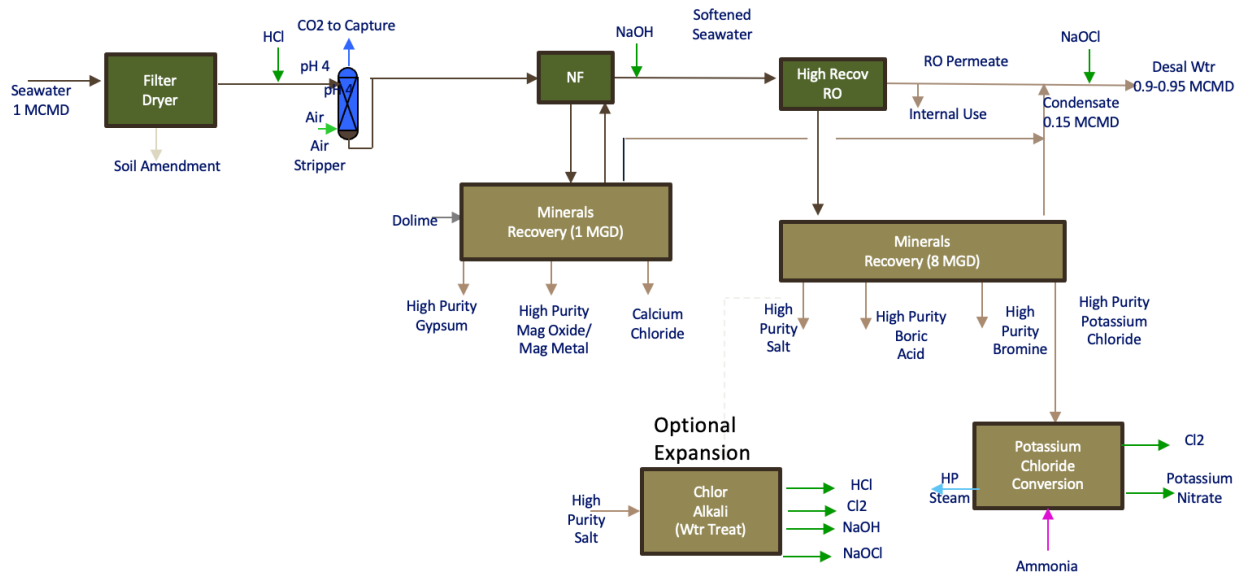 CO2 to Capture
HCl
pH 4
pH 4
Filter
Dryer
Seawater
1 MCMD
Air
Air
Stripper
Soil Amendment
NF
NaOH
Softened
Seawater
High Recov
RO
RO Permeate
Internal Use
NaOCl
Condensate
0.15 MCMD
Desal Wtr
0.9-0.95 MCMD
Dolime
Minerals
Recovery (1 MGD)
High Purity
Gypsum
High Purity
Mag Oxide/
Mag Metal
Calcium
Chloride
Minerals
Recovery (8 MGD)
High
Purity
Salt
High Purity
Boric
Acid
High
Purity
Bromine
High Purity
Potassium
Chloride
Optional
Expansion
High
Purity
Salt
Chlor
Alkali
(Wtr Treat)
HCl
Cl2
NaOH
NaOCl
HP
Steam
Potassium
Chloride
Conversion
Cl2
Potassium
Nitrate
Ammonia